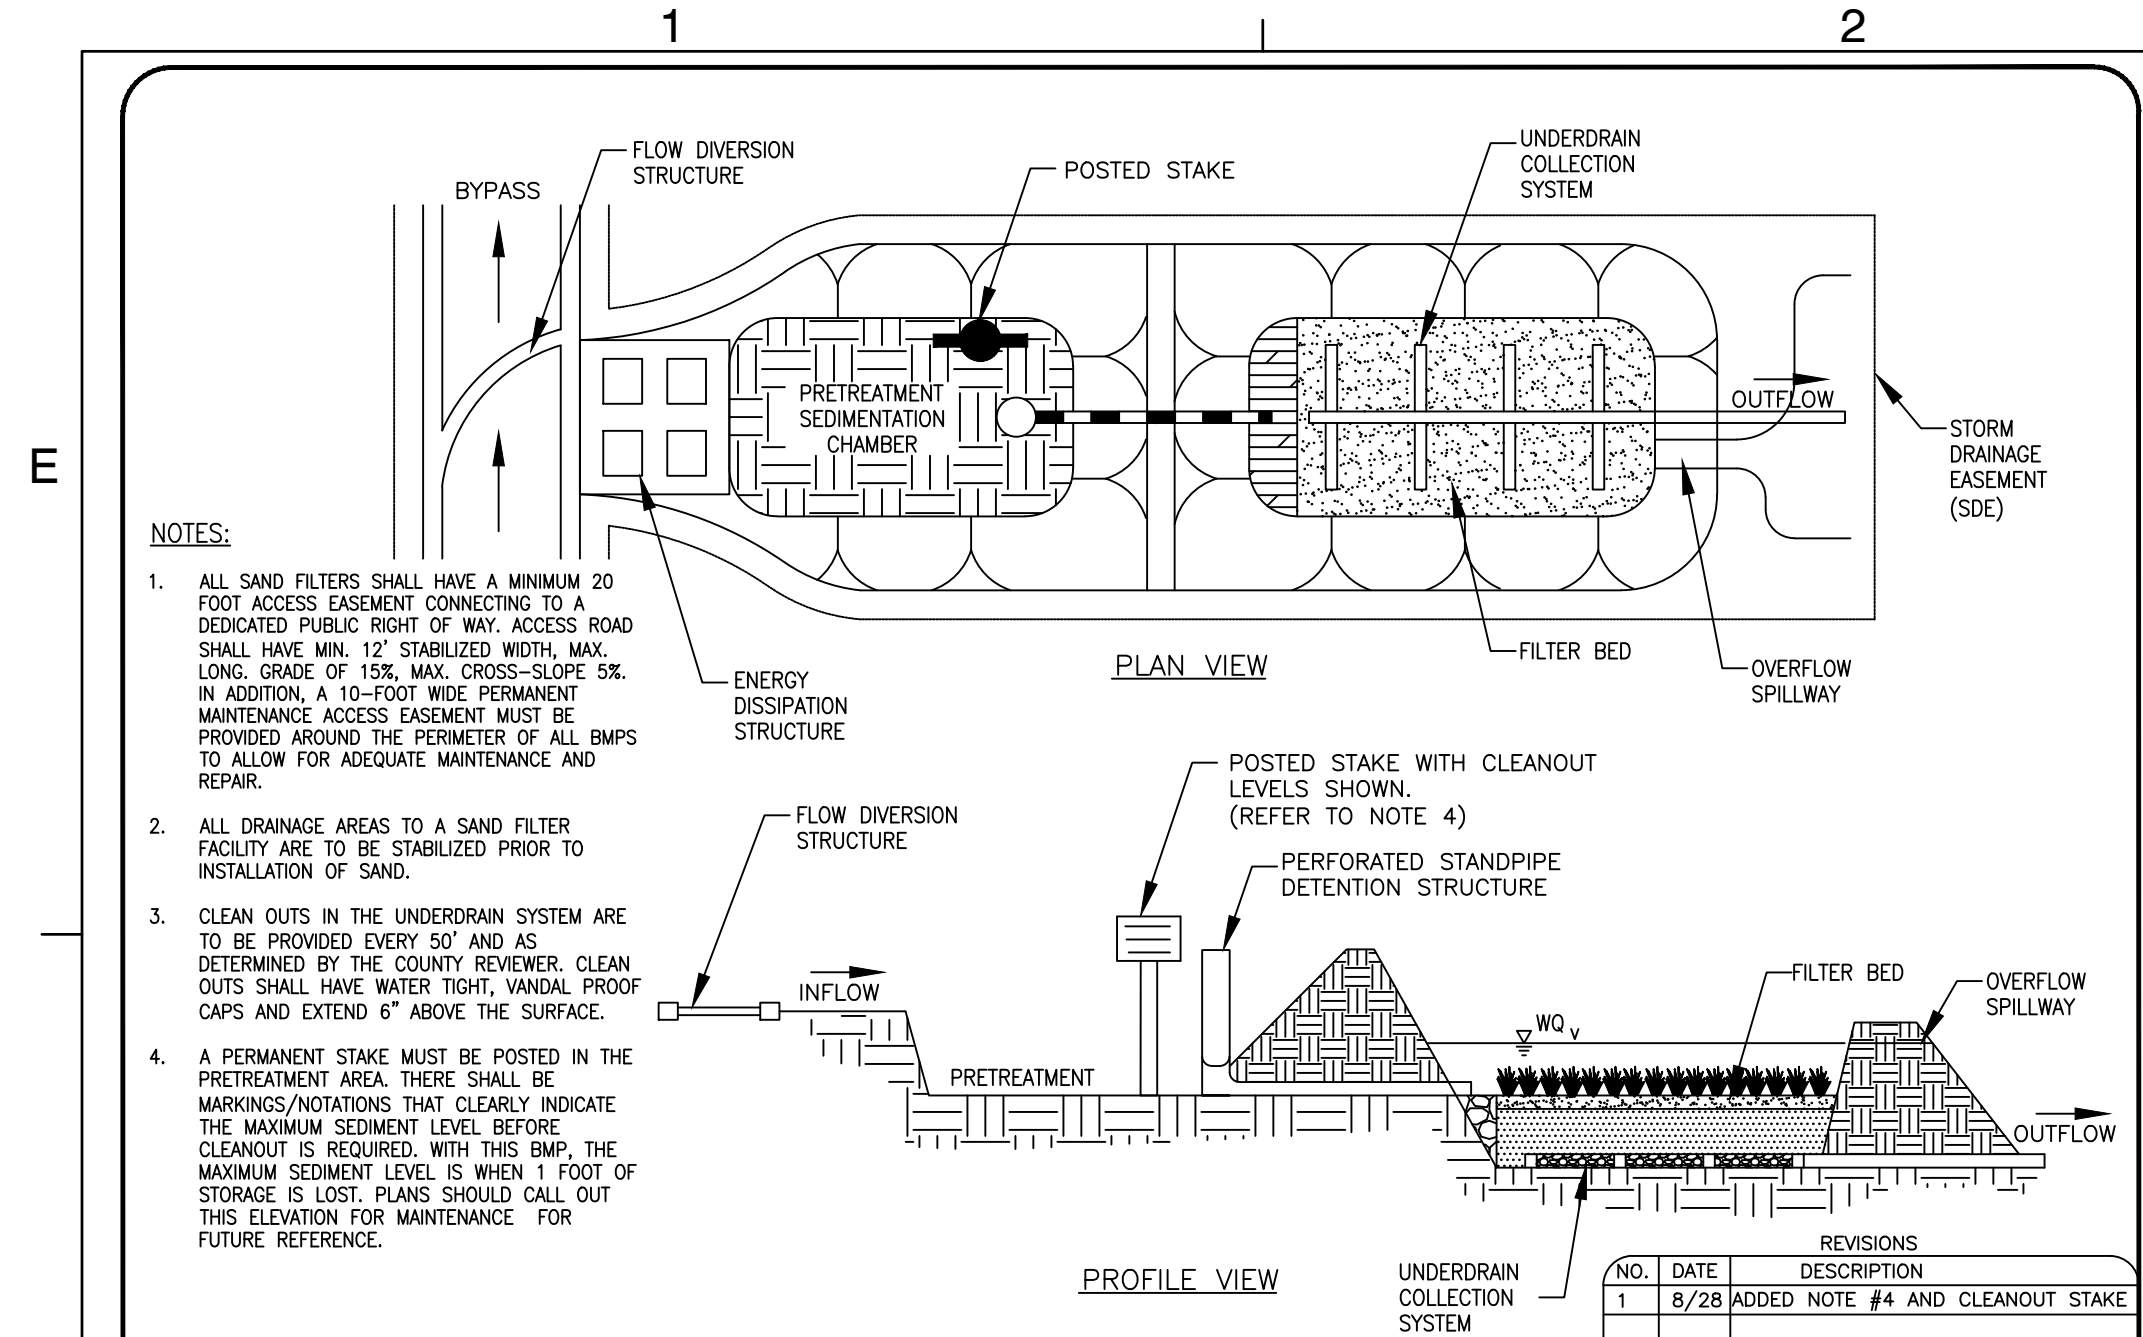 1
2
E
BYPASS
FLOW DIVERSION
STRUCTURE
POSTED STAKE
UNDERDRAIN
COLLECTION
SYSTEM
PRETREATMENT
SEDIMENTATION
CHAMBER
OUTFLOW
STORM
DRAINAGE
EASEMENT
(SDE)
ENERGY
DISSIPATION
STRUCTURE
PLAN VIEW
FILTER BED
OVERFLOW
SPILLWAY
NOTES:
1. ALL SAND FILTERS SHALL HAVE A MINIMUM 20
FOOT ACCESS EASEMENT CONNECTING TO A
DEDICATED PUBLIC RIGHT OF WAY. ACCESS ROAD
SHALL HAVE MIN. 12' STABILIZED WIDTH, MAX.
LONG. GRADE OF 15%, MAX. CROSS-SLOPE 5%.
IN ADDITION, A 10-FOOT WIDE PERMANENT
MAINTENANCE ACCESS EASEMENT MUST BE
PROVIDED AROUND THE PERIMETER OF ALL BMPS
TO ALLOW FOR ADEQUATE MAINTENANCE AND
REPAIR.
2. ALL DRAINAGE AREAS TO A SAND FILTER
FACILITY ARE TO BE STABILIZED PRIOR TO
INSTALLATION OF SAND.
3. CLEAN OUTS IN THE UNDERDRAIN SYSTEM ARE
TO BE PROVIDED EVERY 50' AND AS
DETERMINED BY THE COUNTY REVIEWER. CLEAN
OUTS SHALL HAVE WATER TIGHT, VANDAL PROOF
CAPS AND EXTEND 6" ABOVE THE SURFACE.
4. A PERMANENT STAKE MUST BE POSTED IN THE
PRETREATMENT AREA. THERE SHALL BE
MARKINGS/NOTATIONS THAT CLEARLY INDICATE
THE MAXIMUM SEDIMENT LEVEL BEFORE
CLEANOUT IS REQUIRED. WITH THIS BMP, THE
MAXIMUM SEDIMENT LEVEL IS WHEN 1 FOOT OF
STORAGE IS LOST. PLANS SHOULD CALL OUT
THIS ELEVATION FOR MAINTENANCE FOR
FUTURE REFERENCE.
FLOW DIVERSION
STRUCTURE
POSTED STAKE WITH CLEANOUT
LEVELS SHOWN.
(REFER TO NOTE 4)
PERFORATED STANDPIPE
DETENTION STRUCTURE
INFLOW
PRETREATMENT
WQv
FILTER BED
OVERFLOW
SPILLWAY
OUTFLOW
UNDERDRAIN
COLLECTION
SYSTEM
PROFILE VIEW
REVISIONS
NO. DATE DESCRIPTION
1 8/28 ADDED NOTE #4 AND CLEANOUT STAKE